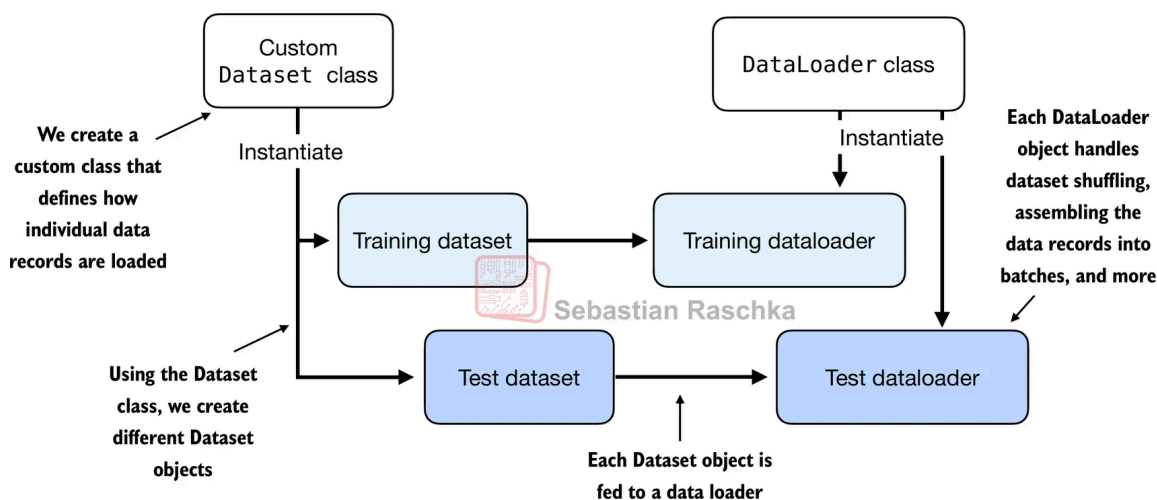 Custom
Dataset class
DataLoader class
We create a
custom class that
defines how
individual data
records are loaded
Instantiate
Instantiate
Each DataLoader
object handles
dataset shuffling,
assembling the
data records into
batches, and more
Training dataset
Training dataloader
Sebastian Raschka
Using the Dataset
class, we create
different Dataset
objects
Test dataset
Test dataloader
Each Dataset object is
fed to a data loader